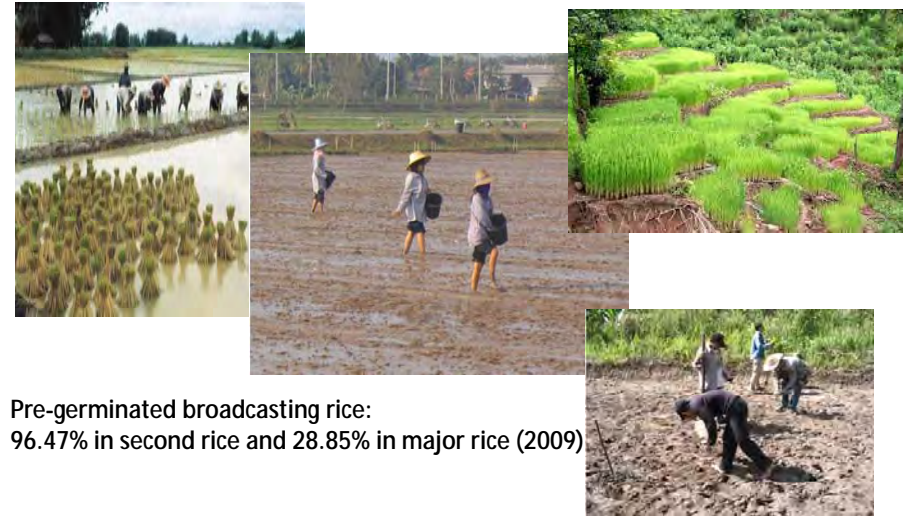 Pre-germinated broadcasting rice:
96.47% in second rice and 28.85% in major rice (2009)